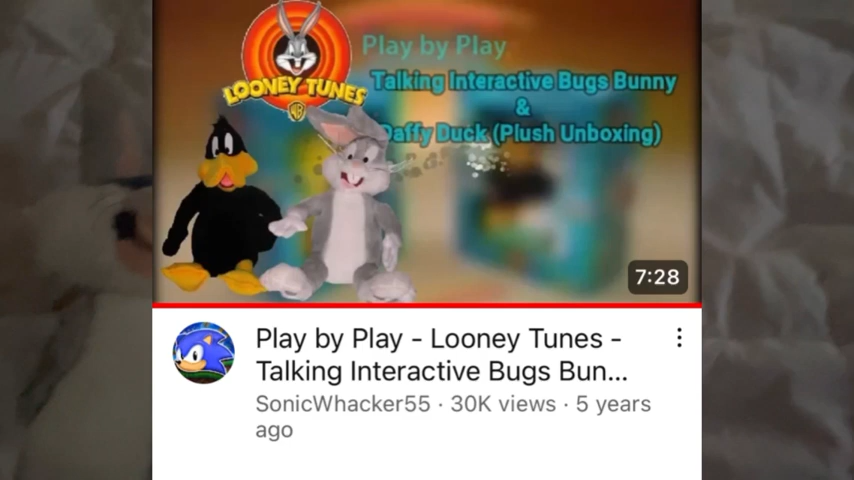 LOONEY TUNES
WB
Play by Play
Talking Interactive Bugs Bunny
&
Daffy Duck (Plush Unboxing)
7:28
Play by Play - Looney Tunes -
Talking Interactive Bugs Bun...
SonicWhacker55 · 30K views · 5 years
ago